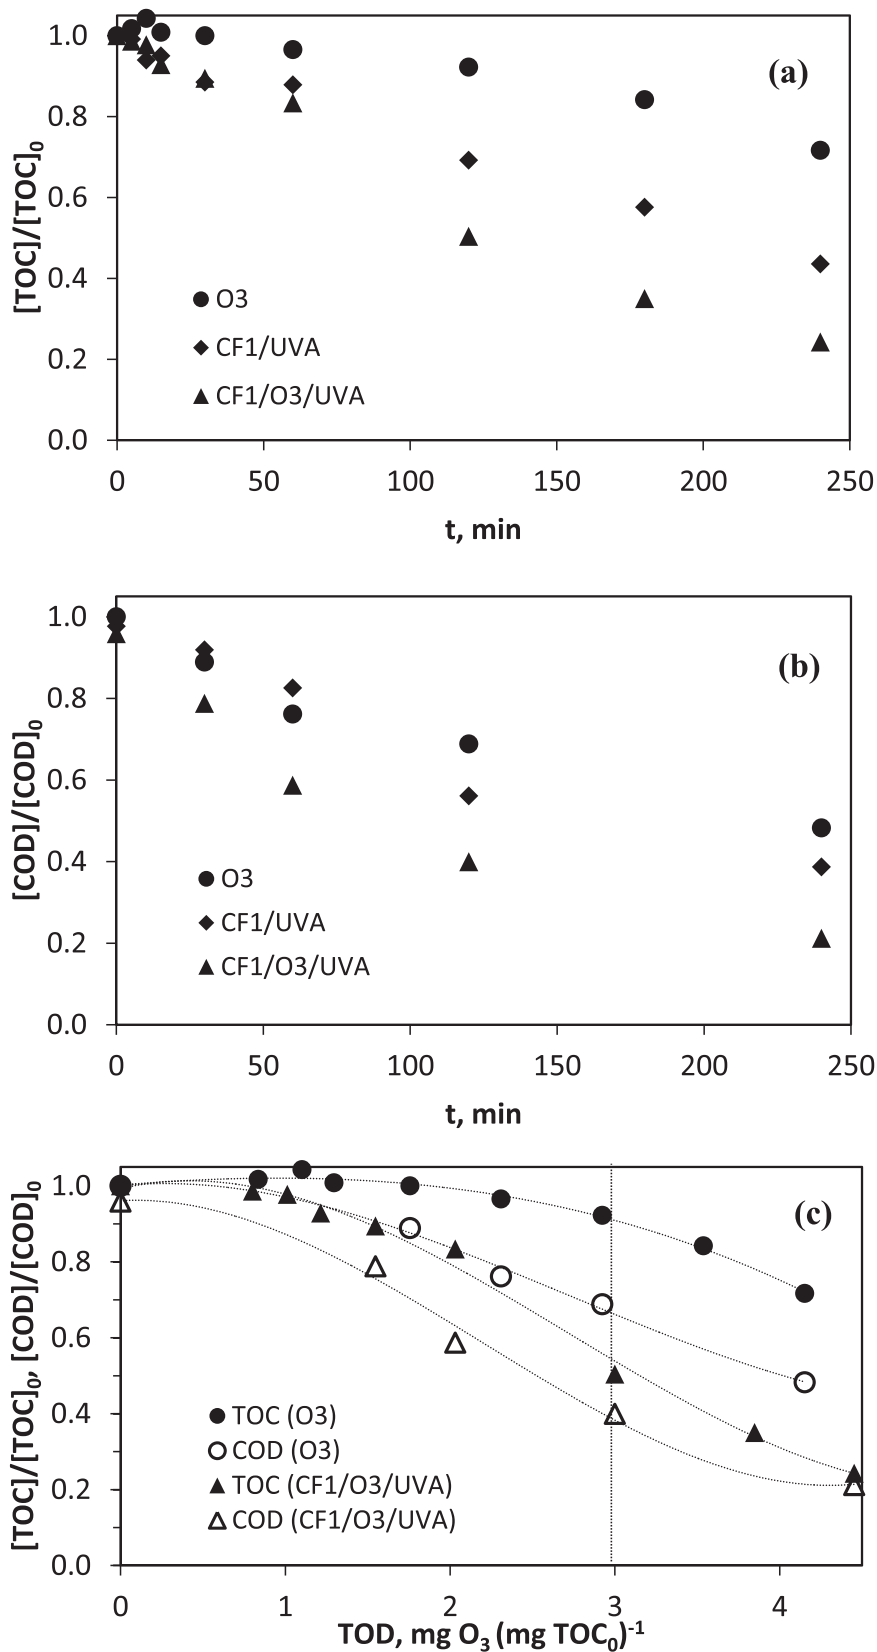 1.0
0.8
0.6
0.4
0.2
0.0
[TOC]/[TOC]₀
(a)
O3
CF1/UVA
CF1/O3/UVA
0 50 100 150 200 250
t, min
1.0
0.8
0.6
0.4
0.2
0.0
[COD]/[COD]₀
(b)
O3
CF1/UVA
CF1/O3/UVA
0 50 100 150 200 250
t, min
1.0
0.8
0.6
0.4
0.2
0.0
[TOC]/[TOC]₀, [COD]/[COD]₀
(c)
TOC (O3)
COD (O3)
TOC (CF1/O3/UVA)
COD (CF1/O3/UVA)
0 1 2 3 4
TOD, mg O₃ (mg TOC₀)⁻¹